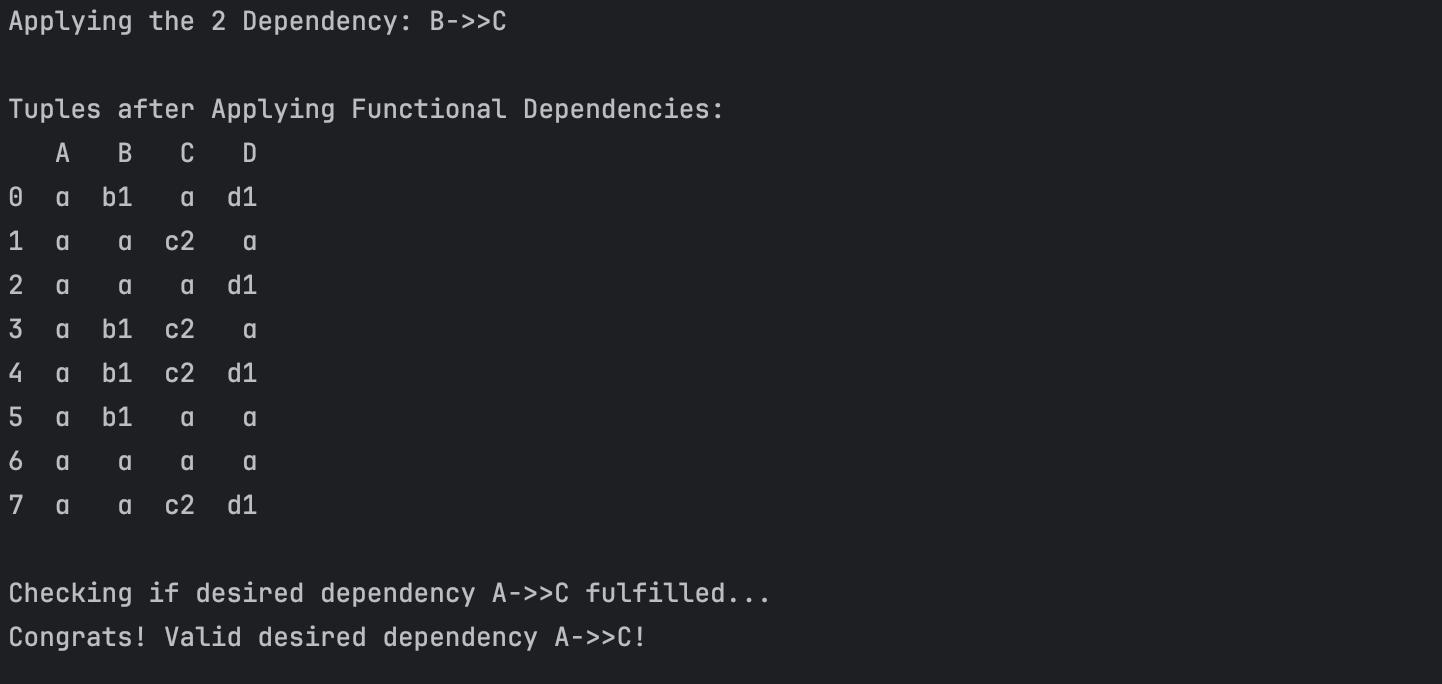 Applying the 2 Dependency: B->>C
Tuples after Applying Functional Dependencies:
   A   B   C   D
0  a  b1   a  d1
1  a   a  c2   a
2  a   a   a  d1
3  a  b1  c2   a
4  a  b1  c2  d1
5  a  b1   a   a
6  a   a   a   a
7  a   a  c2  d1
Checking if desired dependency A->>C fulfilled...
Congrats! Valid desired dependency A->>C!